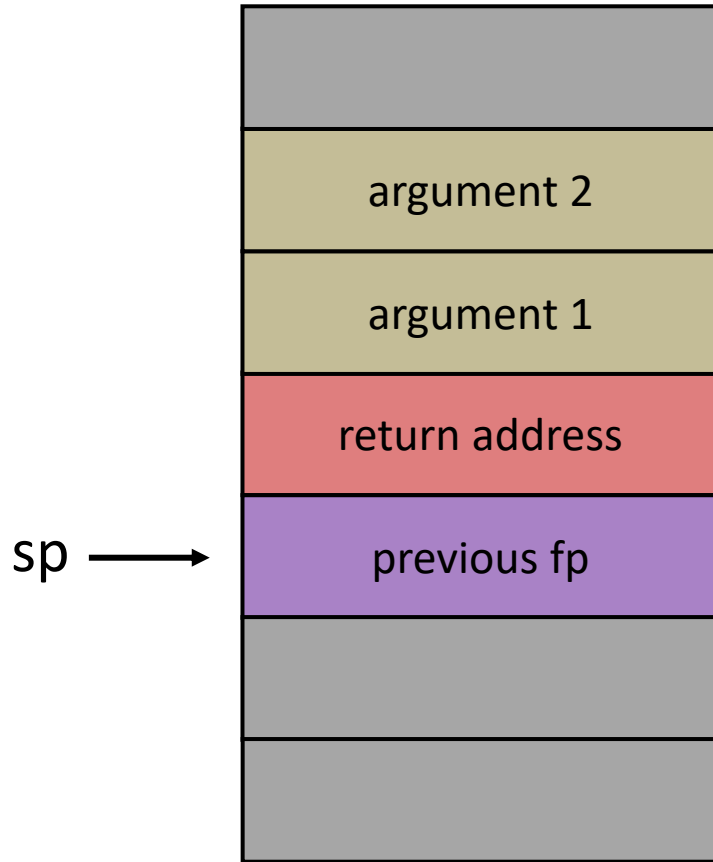 argument 2
argument 1
return address
sp
previous fp